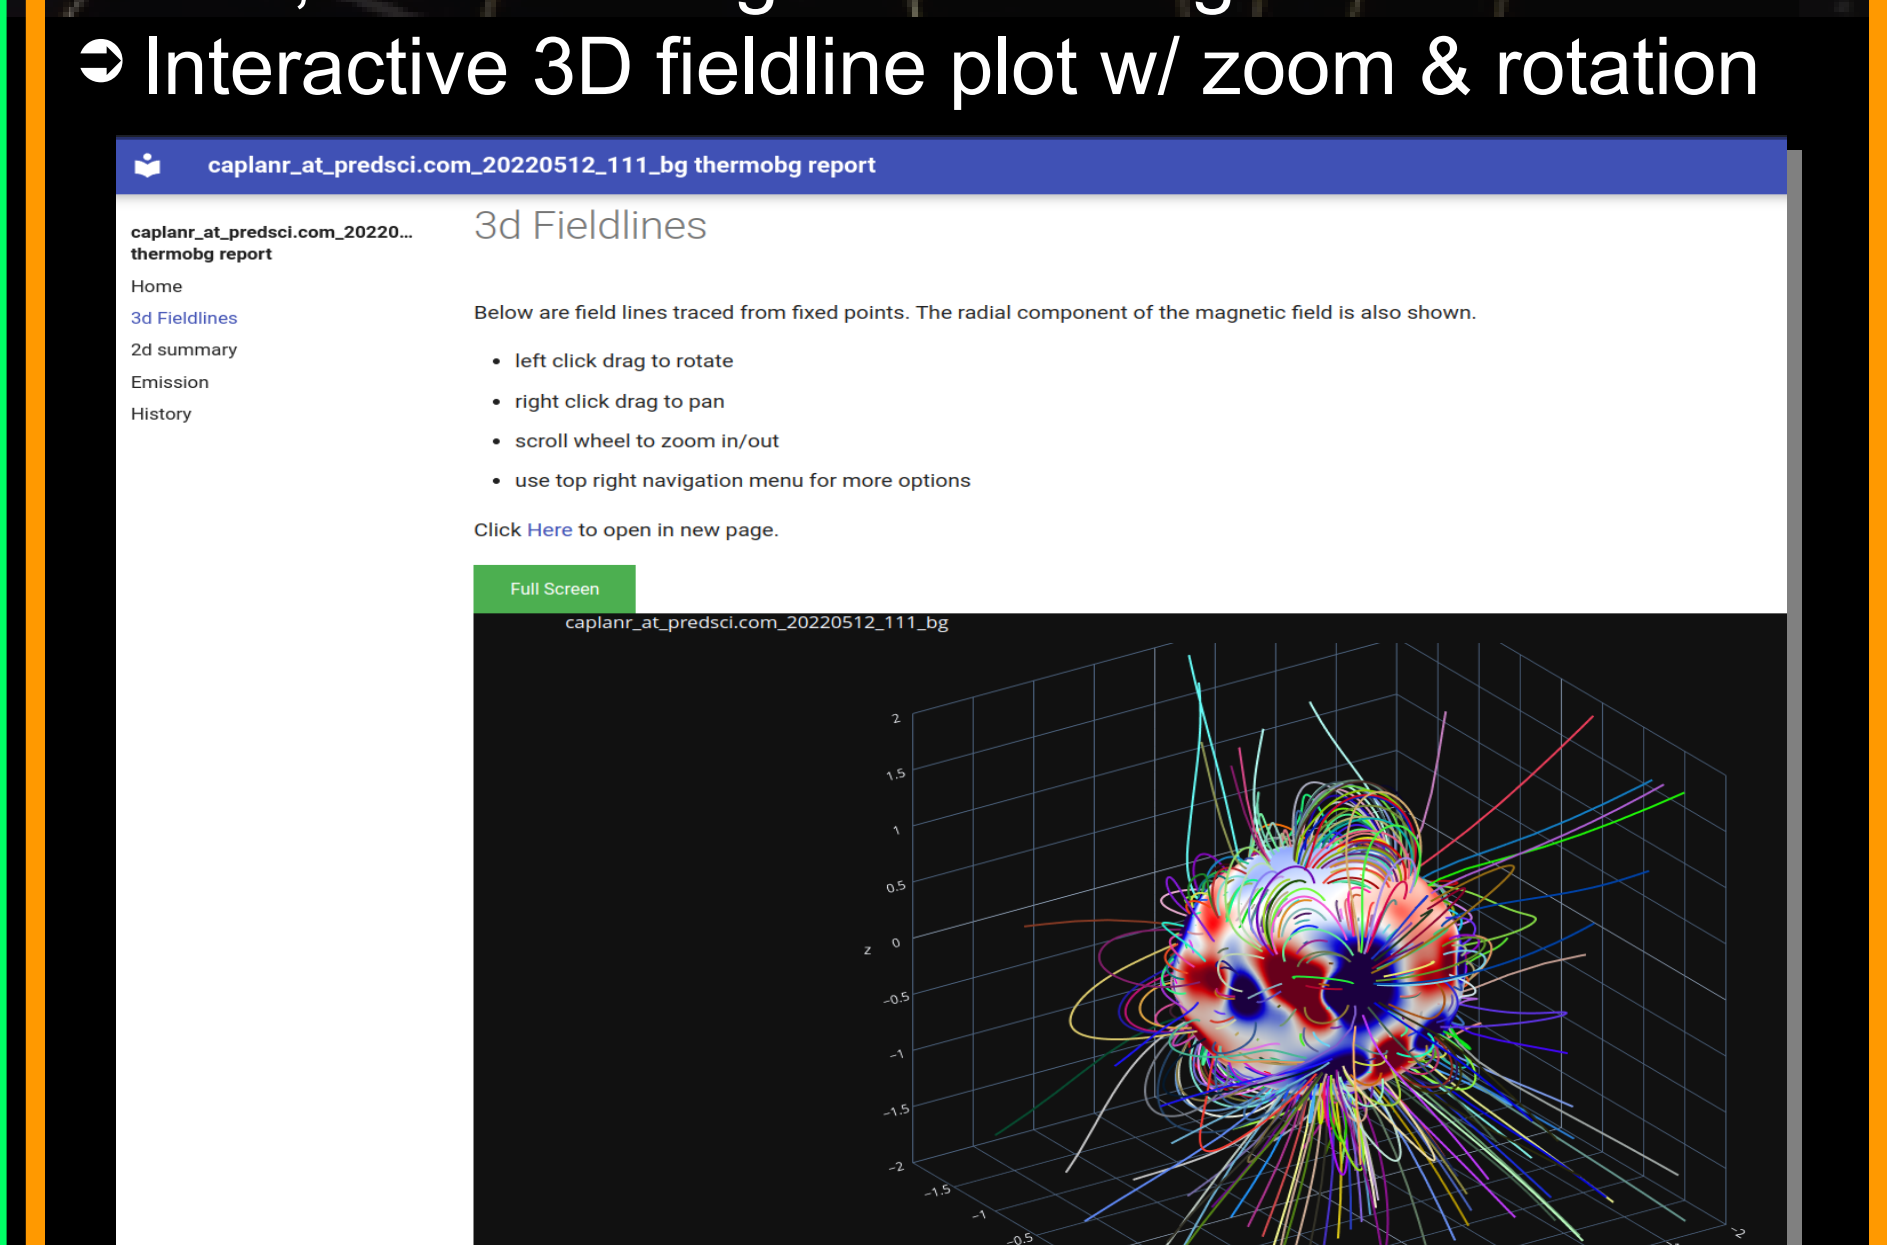 Interactive 3D fieldline plot w/ zoom & rotation
caplanr_at_predsci.com_20220512_111_bg thermobg report
caplanr_at_predsci.com_20220...
thermobg report
Home
3d Fieldlines
2d summary
Emission
History
3d Fieldlines
Below are field lines traced from fixed points. The radial component of the magnetic field is also shown.
• left click drag to rotate
• right click drag to pan
• scroll wheel to zoom in/out
• use top right navigation menu for more options
Click Here to open in new page.
Full Screen
caplanr_at_predsci.com_20220512_111_bg
2
1.5
1
0.5
z
0
−0.5
−1
−1.5
−2
−1.5
−1
−0.5
−2